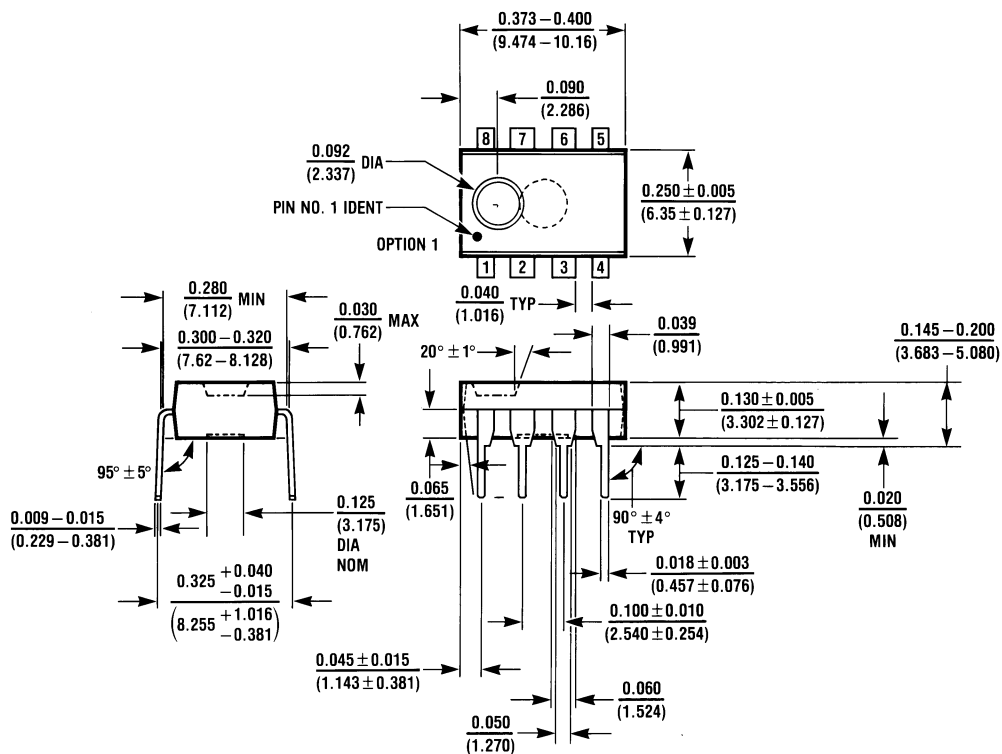 0.373 – 0.400
(9.474 – 10.16)
0.090
(2.286)
8 7 6 5
0.092
(2.337) DIA
PIN NO. 1 IDENT
OPTION 1
0.250 ± 0.005
(6.35 ± 0.127)
1 2 3 4
0.280
(7.112) MIN
0.030
(0.762) MAX
0.040
(1.016) TYP
0.039
(0.991)
0.145 – 0.200
(3.683 – 5.080)
0.300 – 0.320
(7.62 – 8.128)
20° ± 1°
0.130 ± 0.005
(3.302 ± 0.127)
95° ± 5°
0.065
(1.651)
0.125 – 0.140
(3.175 – 3.556)
0.020
(0.508)
MIN
0.009 – 0.015
(0.229 – 0.381)
0.125
(3.175)
DIA
NOM
90° ± 4°
TYP
0.325 +0.040
−0.015
(8.255 +1.016
−0.381)
0.018 ± 0.003
(0.457 ± 0.076)
0.100 ± 0.010
(2.540 ± 0.254)
0.045 ± 0.015
(1.143 ± 0.381)
0.060
(1.524)
0.050
(1.270)